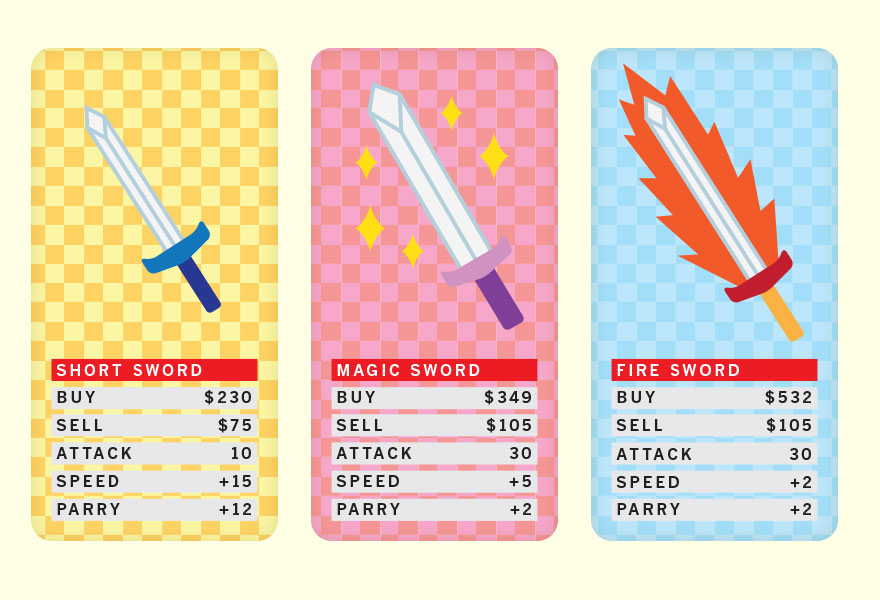 SHORT SWORD
BUY $230
SELL $75
ATTACK 10
SPEED +15
PARRY +12
MAGIC SWORD
BUY $349
SELL $105
ATTACK 30
SPEED +5
PARRY +2
FIRE SWORD
BUY $532
SELL $105
ATTACK 30
SPEED +2
PARRY +2